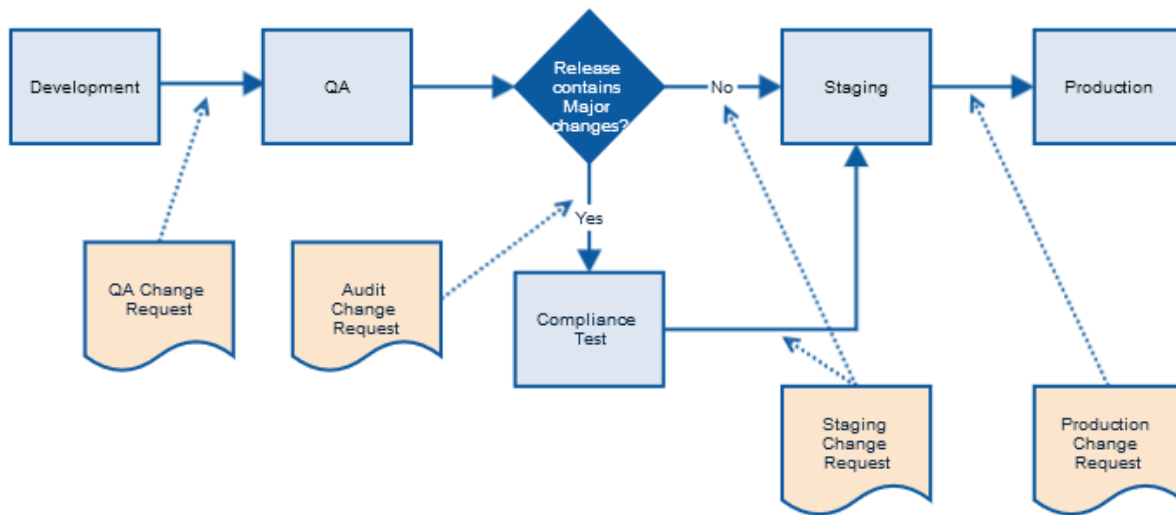 Development
QA
Release
contains
Major
changes?
No
Staging
Production
Yes
QA Change
Request
Audit
Change
Request
Compliance
Test
Staging
Change
Request
Production
Change
Request